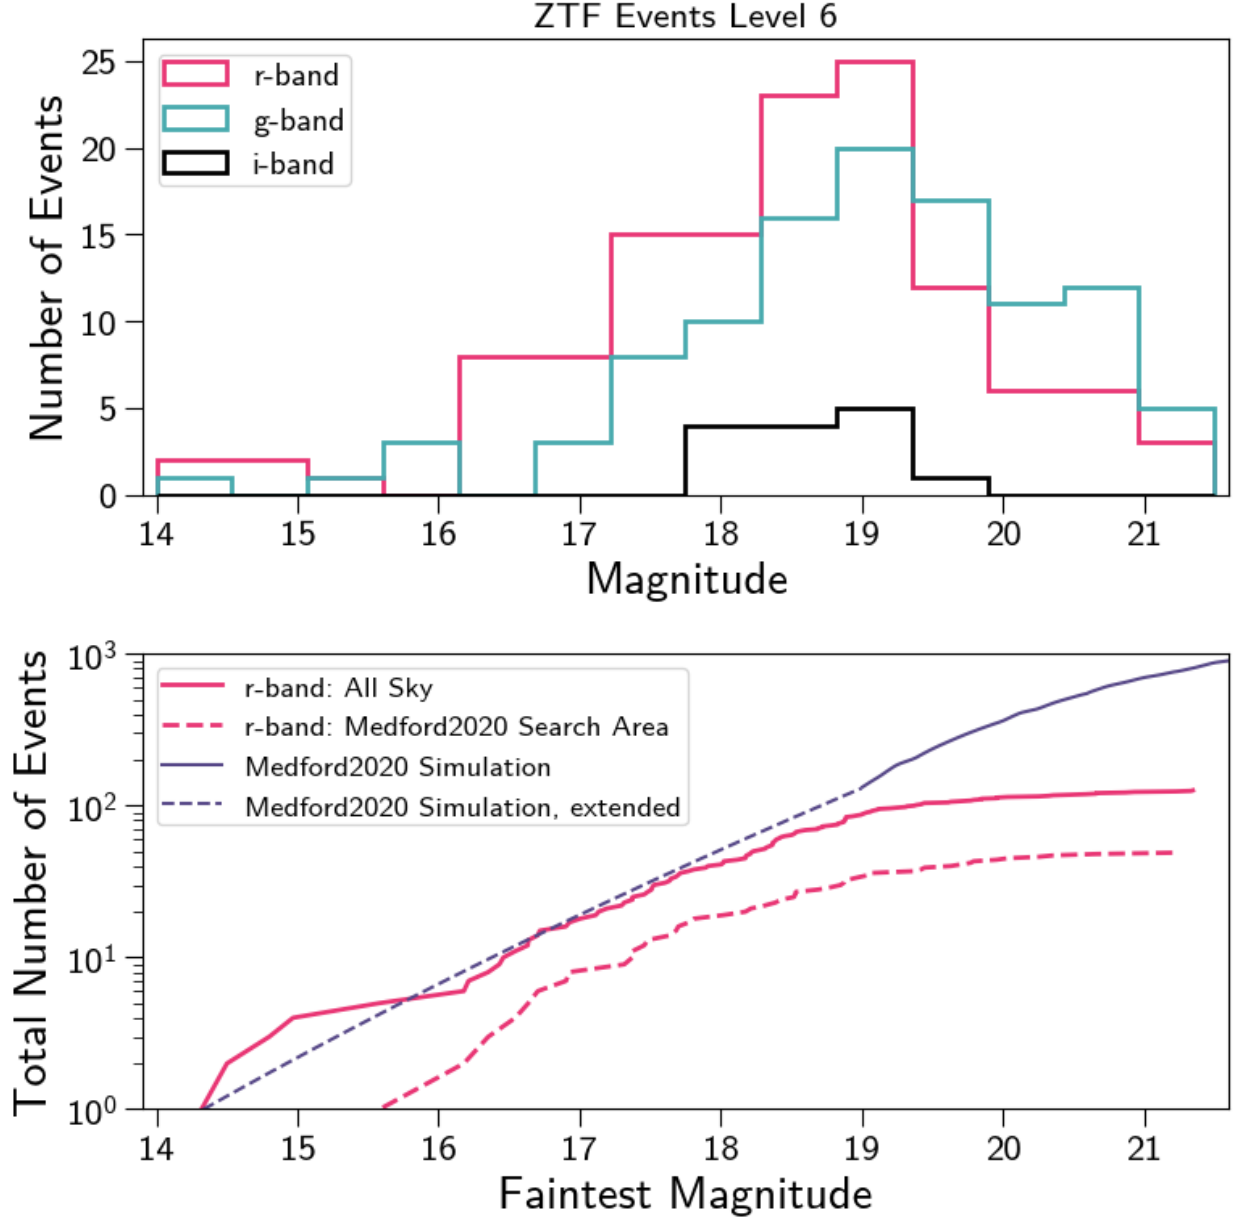 ZTF Events Level 6
Number of Events
25
20
15
10
5
0
r-band
g-band
i-band
14 15 16 17 18 19 20 21
Magnitude
Total Number of Events
10³
10²
10¹
10⁰
r-band: All Sky
r-band: Medford2020 Search Area
Medford2020 Simulation
Medford2020 Simulation, extended
14 15 16 17 18 19 20 21
Faintest Magnitude